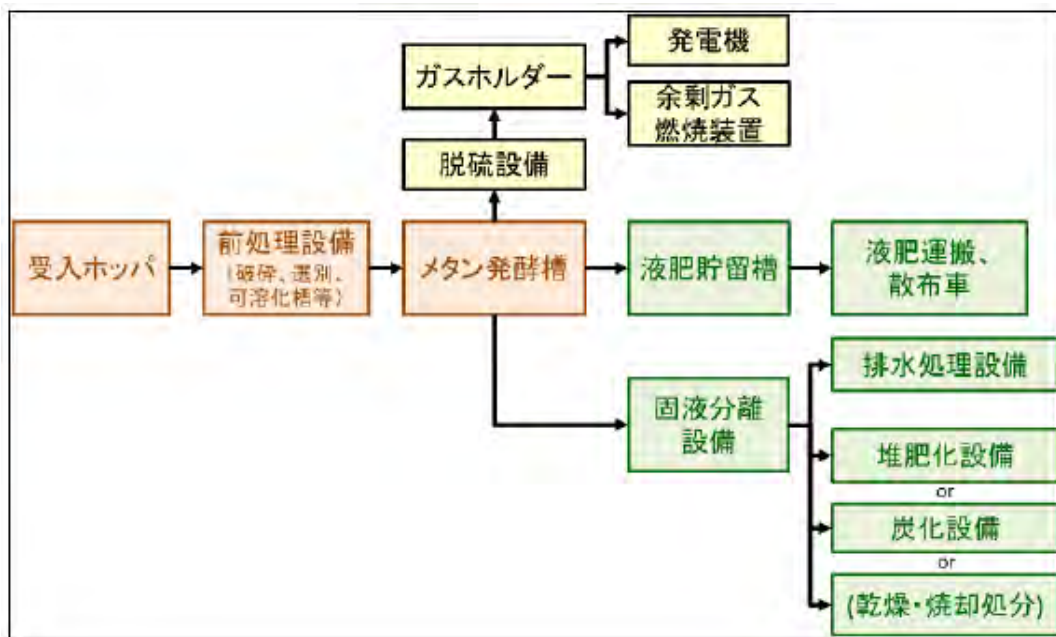 発電機
ガスホルダー
余剰ガス
燃焼装置
脱硫設備
受入ホッパ
前処理設備
(破砕、選別、
可溶化槽等)
メタン発酵槽
液肥貯留槽
液肥運搬、
散布車
固液分離
設備
排水処理設備
堆肥化設備
or
炭化設備
or
(乾燥・焼却処分)